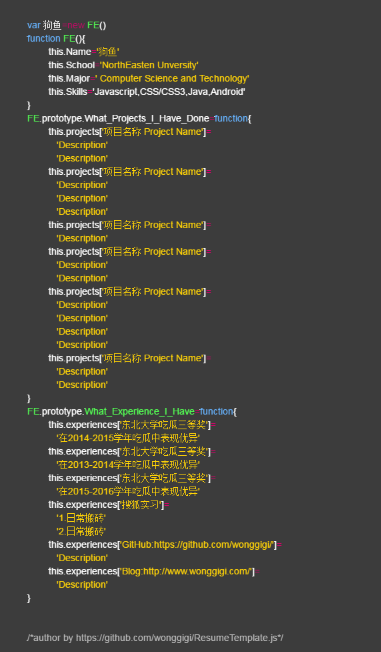 var 狗鱼 =new FE()
function FE(){
this.Name='狗鱼'
this.School 'NorthEasten Unversity'
this.Major ' Computer Science and Technology'
this.Skills='Javascript,CSS/CSS3,Java,Android'
}
FE.prototype.What_Projects_I_Have_Done function{
this.projects['项目名称 Project Name']=
'Description'
'Description'
this.projects['项目名称 Project Name']=
'Description'
'Description'
'Description'
this.projects['项目名称 Project Name']=
'Description'
this.projects['项目名称 Project Name']=
'Description'
'Description'
this.projects['项目名称 Project Name']=
'Description'
'Description'
'Description'
'Description'
this.projects['项目名称 Project Name']=
'Description'
'Description'
}
FE.prototype.What_Experience_I_Have=function{
this.experiences['东北大学吃瓜三等奖']=
'在2014-2015学年吃瓜中表现优异'
this.experiences['东北大学吃瓜三等奖']=
'在2013-2014学年吃瓜中表现优异'
this.experiences['东北大学吃瓜三等奖']=
'在2015-2016学年吃瓜中表现优异'
this.experiences['搜狐实习']
'1.日常搬砖'
'2.日常搬砖'
this.experiences['GitHub:https://github.com/wonggigi/']=
'Description'
this.experiences['Blog:http://www.wonggigi.com/']=
'Description'
}
/*author by https://github.com/wonggigi/ResumeTemplate.js*/